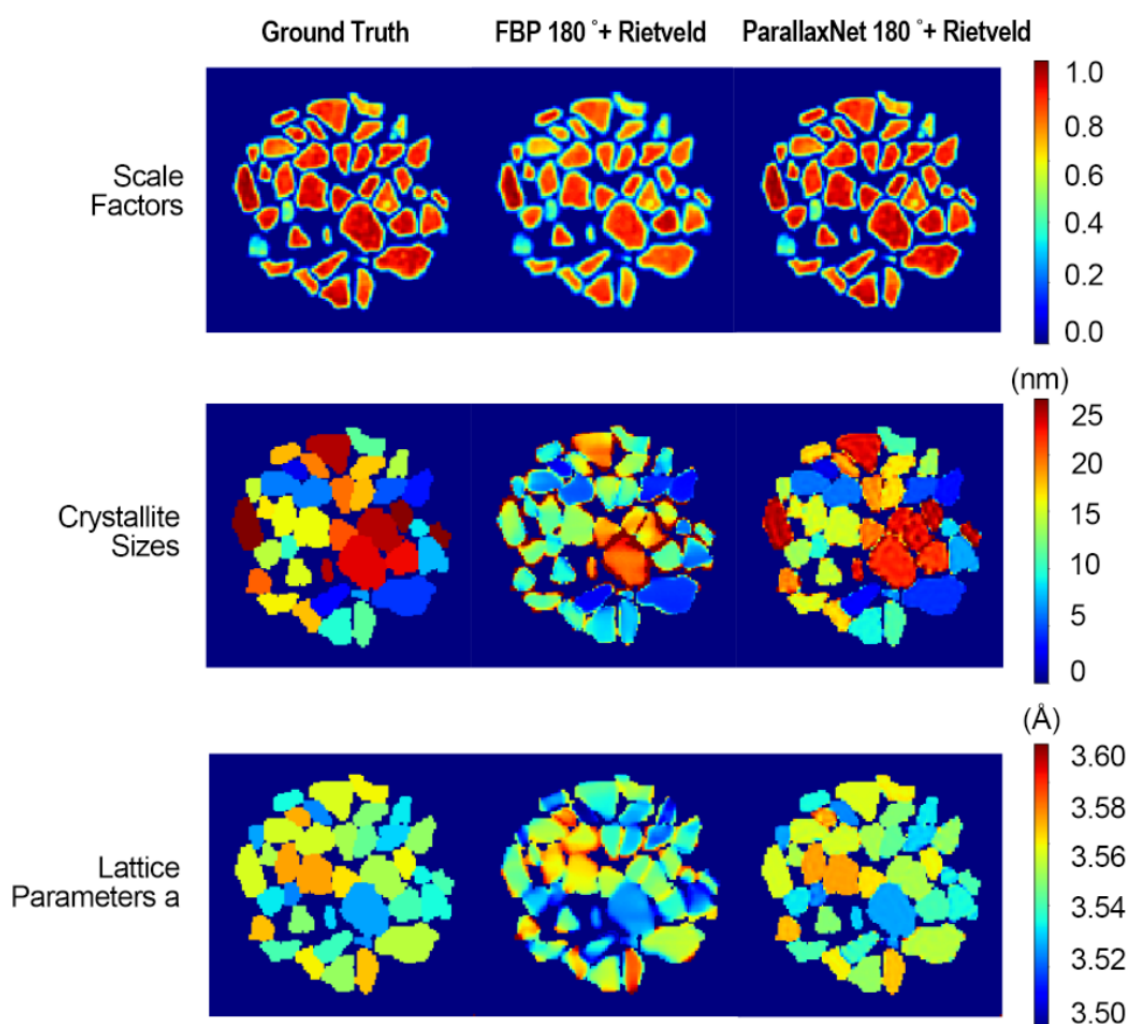 Ground Truth
FBP 180 °+ Rietveld
ParallaxNet 180 °+ Rietveld
Scale
Factors
1.0
0.8
0.6
0.4
0.2
0.0
Crystallite
Sizes
(nm)
25
20
15
10
5
0
Lattice
Parameters a
(Å)
3.60
3.58
3.56
3.54
3.52
3.50